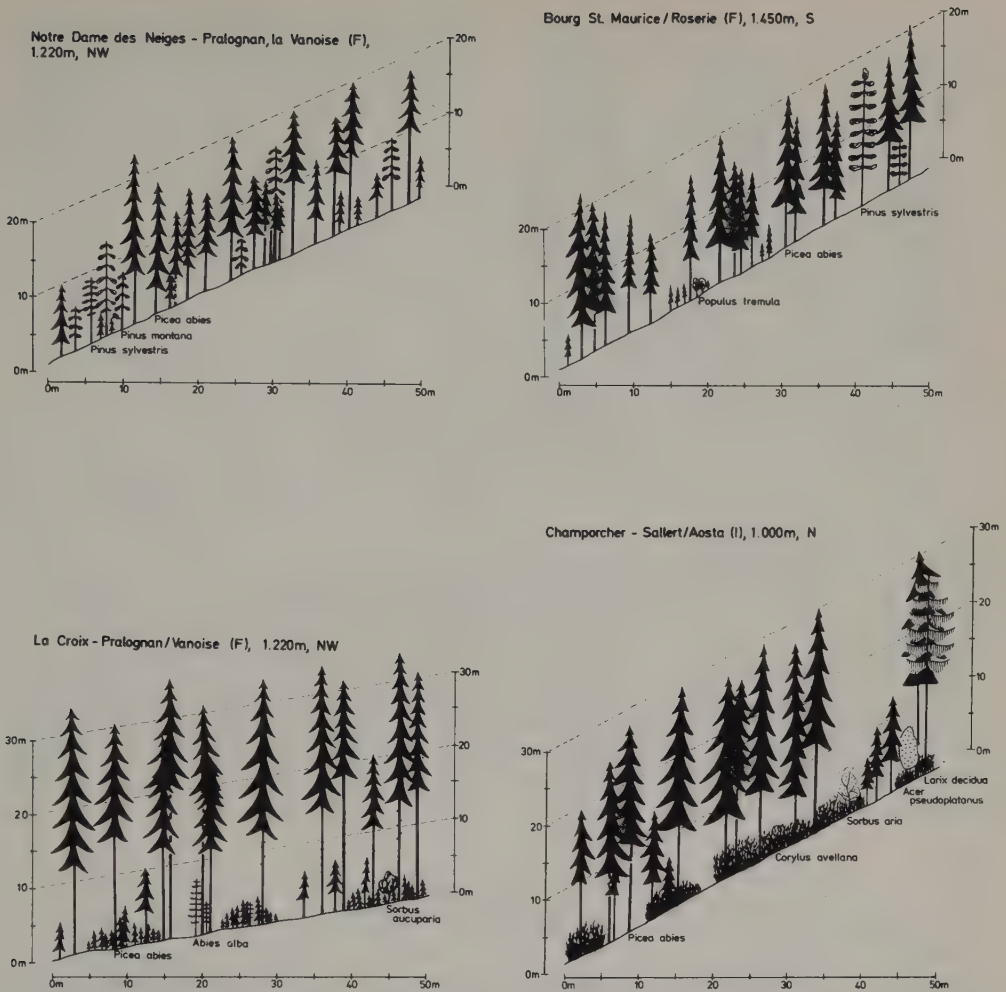 Notre Dame des Neiges - Pralognan, la Vanoise (F),
1.220m, NW
20m
10
0m
20m
10
0m
Picea abies
Pinus montana
Pinus sylvestris
0m 10 20 30 40 50m
Bourg St. Maurice / Roserie (F), 1.450m, S
20m
10
0m
20m
10
0m
Pinus sylvestris
Picea abies
Populus tremula
0m 10 20 30 40 50m
La Croix - Pralognan / Vanoise (F), 1.220m, NW
30m
20
10
0m
30m
20
10
0m
Sorbus
aucuparia
Abies alba
Picea abies
0m 10 20 30 40 50m
Champorcher - Sallert / Aosta (I), 1.000m, N
30m
20
10
0m
30m
20
10
0m
Larix decidua
Acer
pseudoplatanus
Sorbus aria
Corylus avellana
Picea abies
0m 10 20 30 40 50m